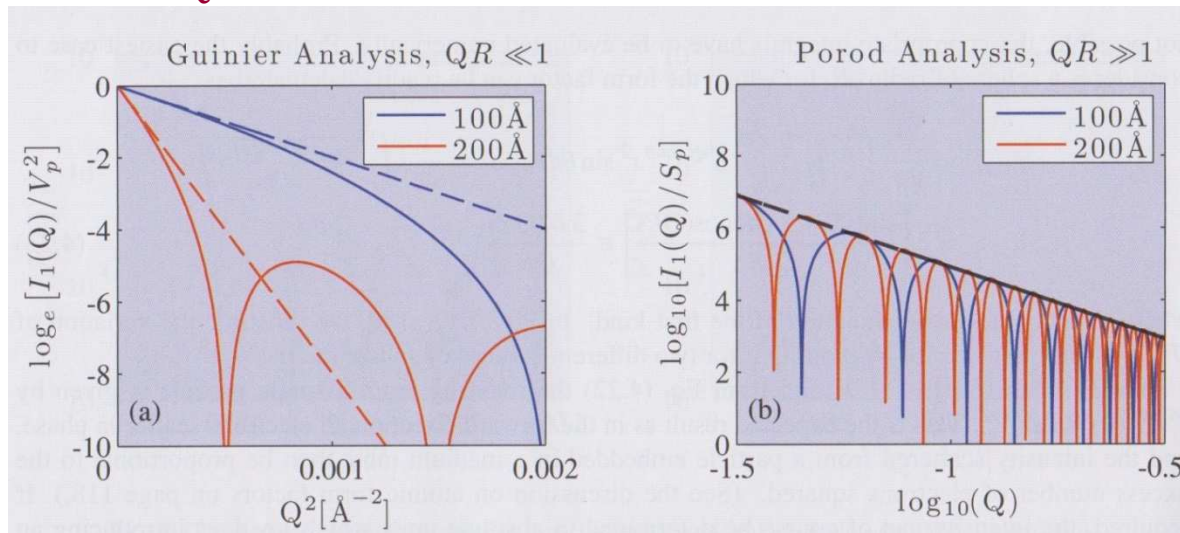 Guinier Analysis, QR ≪ 1
0
-2
-4
-6
-8
-10
log_e [I_1(Q)/V_p^2]
100Å
200Å
(a)
0
0.001
0.002
Q^2[Å^-2]
Prod Analysis, QR ≫ 1
10
8
6
4
2
0
log_10 [I_1(Q)/S_p]
100Å
200Å
(b)
-1.5
-1
-0.5
log_10(Q)